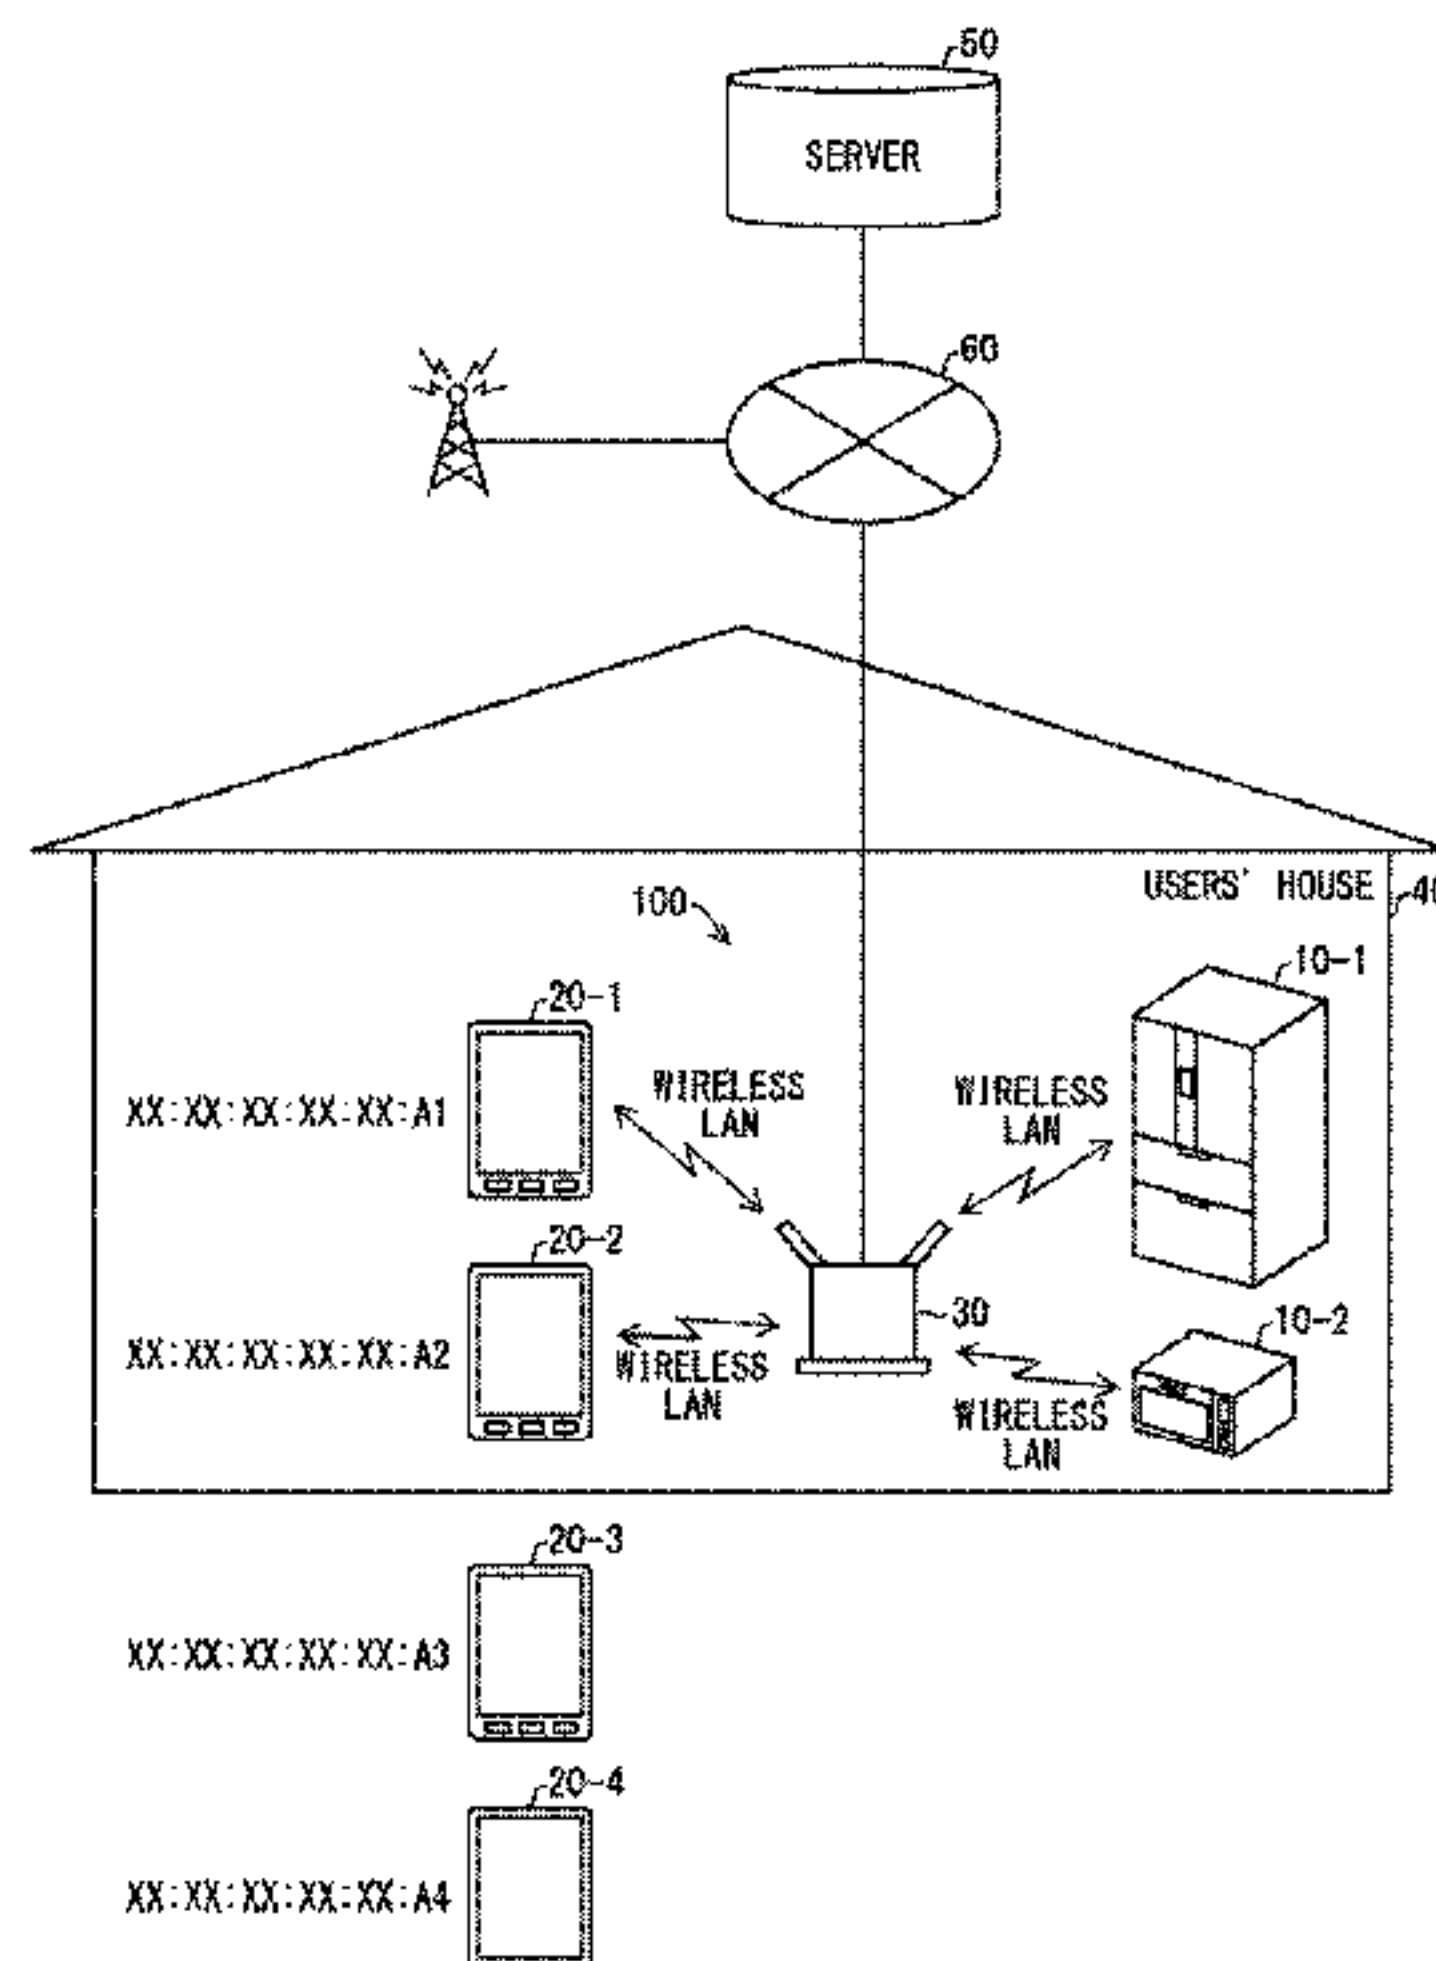 50
SERVER
60
USERS' HOUSE
40
100
10-1
20-1
WIRELESS
LAN
WIRELESS
LAN
XX:XX:XX:XX:XX:A1
20-2
30
10-2
XX:XX:XX:XX:XX:A2
WIRELESS
LAN
WIRELESS
LAN
20-3
XX:XX:XX:XX:XX:A3
20-4
XX:XX:XX:XX:XX:A4